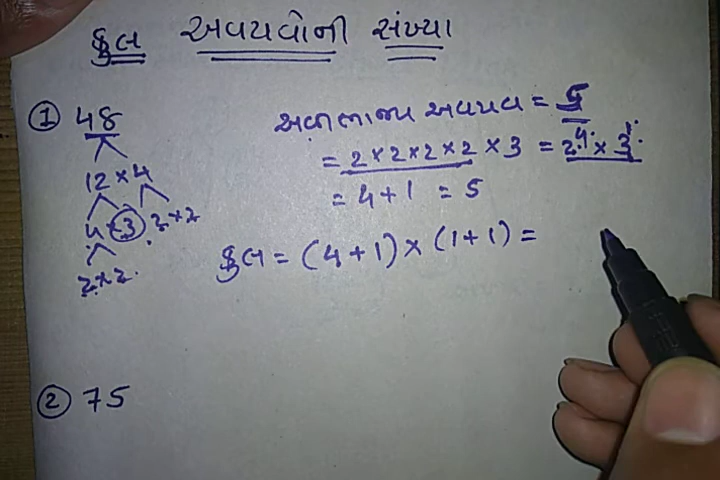 કુલ અવયવોની સંખ્યા
① 48
12 × 4
4 × 3 2 × 2
2 × 2
અવિભાજ્ય અવયવ = 5
= 2 × 2 × 2 × 2 × 3 = 2⁴ × 3¹
= 4 + 1 = 5
કુલ = (4 + 1) × (1 + 1) =
② 75